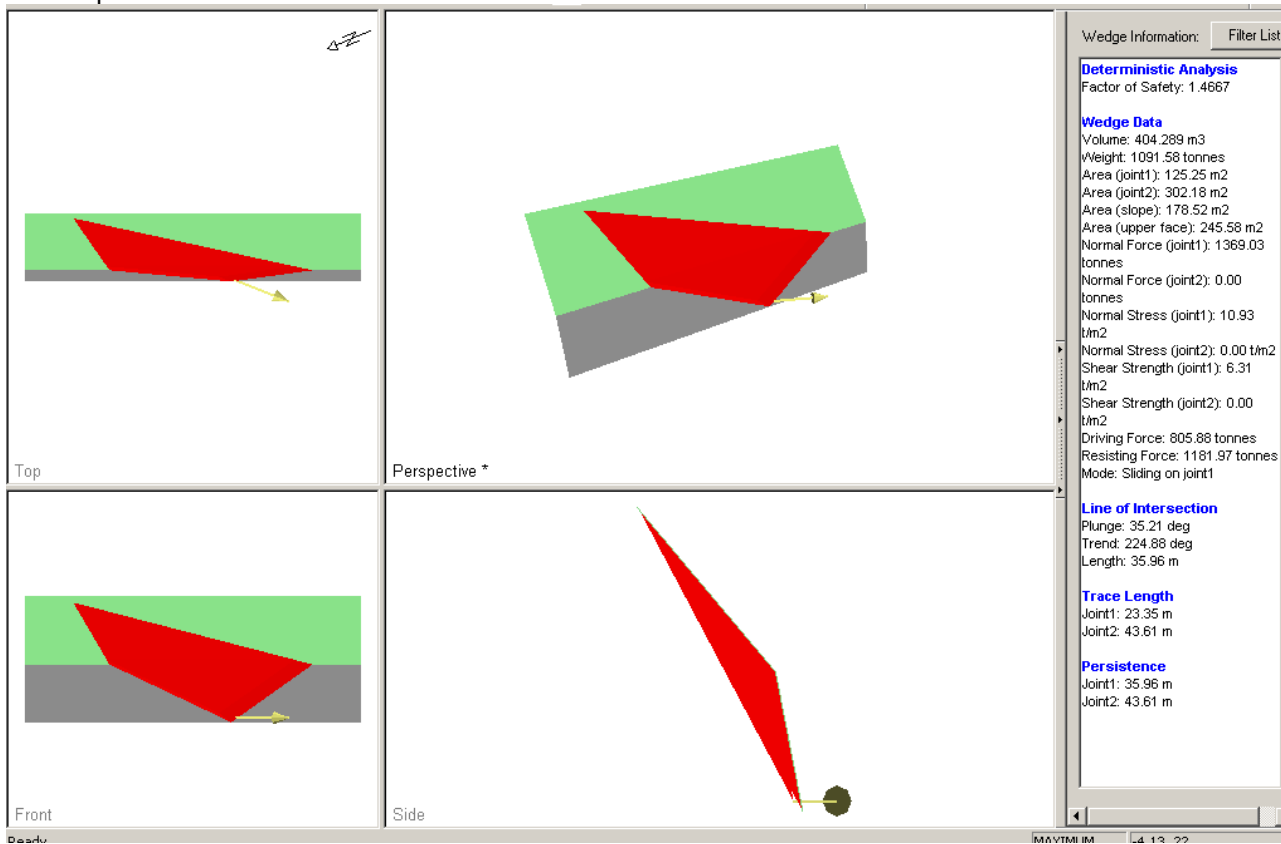 Wedge Information:
Filter List
Deterministic Analysis
Factor of Safety: 1.4667
Wedge Data
Volume: 404.289 m3
Weight: 1091.58 tonnes
Area (joint1): 125.25 m2
Area (joint2): 302.18 m2
Area (slope): 178.52 m2
Area (upper face): 245.58 m2
Normal Force (joint1): 1369.03
tonnes
Normal Force (joint2): 0.00
tonnes
Normal Stress (joint1): 10.93
t/m2
Normal Stress (joint2): 0.00 t/m2
Shear Strength (joint1): 6.31
t/m2
Shear Strength (joint2): 0.00
t/m2
Driving Force: 805.88 tonnes
Resisting Force: 1181.97 tonnes
Mode: Sliding on joint1
Line of Intersection
Plunge: 35.21 deg
Trend: 224.88 deg
Length: 35.96 m
Trace Length
Joint1: 23.35 m
Joint2: 43.61 m
Persistence
Joint1: 35.96 m
Joint2: 43.61 m
Top
Perspective *
Front
Side
Ready
MAXIMUM